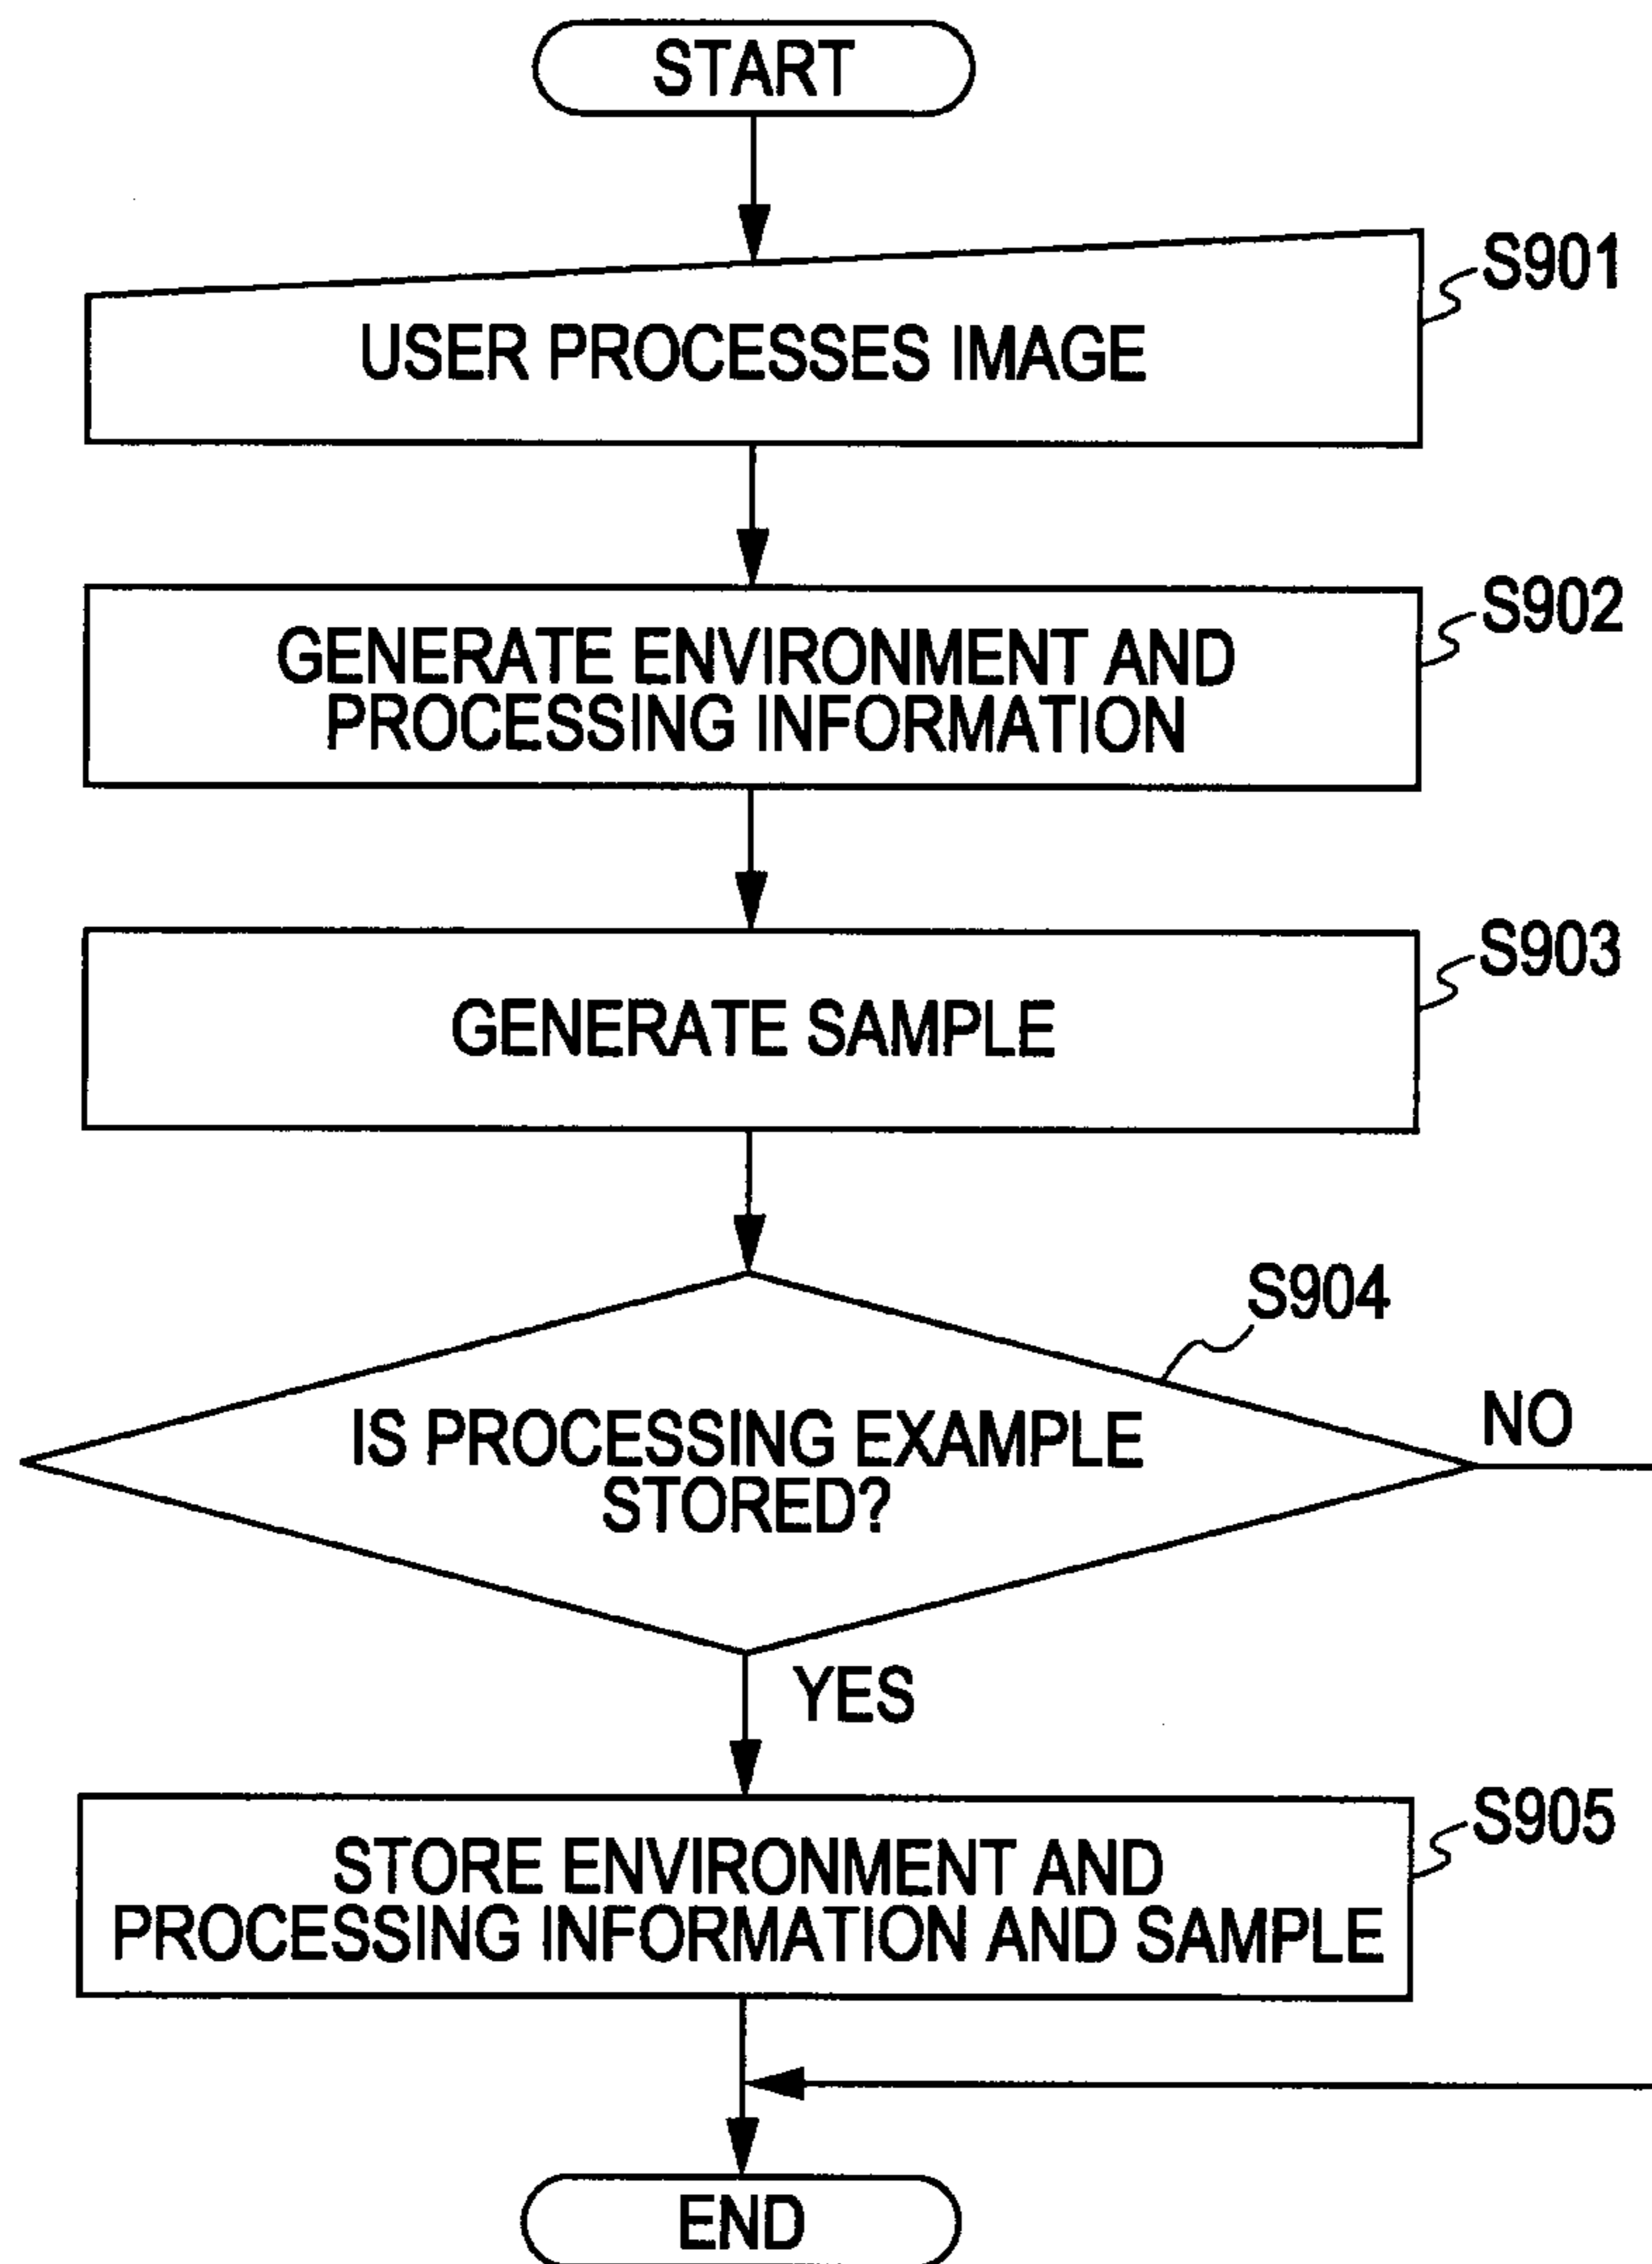 START
S901
USER PROCESSES IMAGE
S902
GENERATE ENVIRONMENT AND
PROCESSING INFORMATION
S903
GENERATE SAMPLE
S904
NO
IS PROCESSING EXAMPLE
STORED?
YES
S905
STORE ENVIRONMENT AND
PROCESSING INFORMATION AND SAMPLE
END